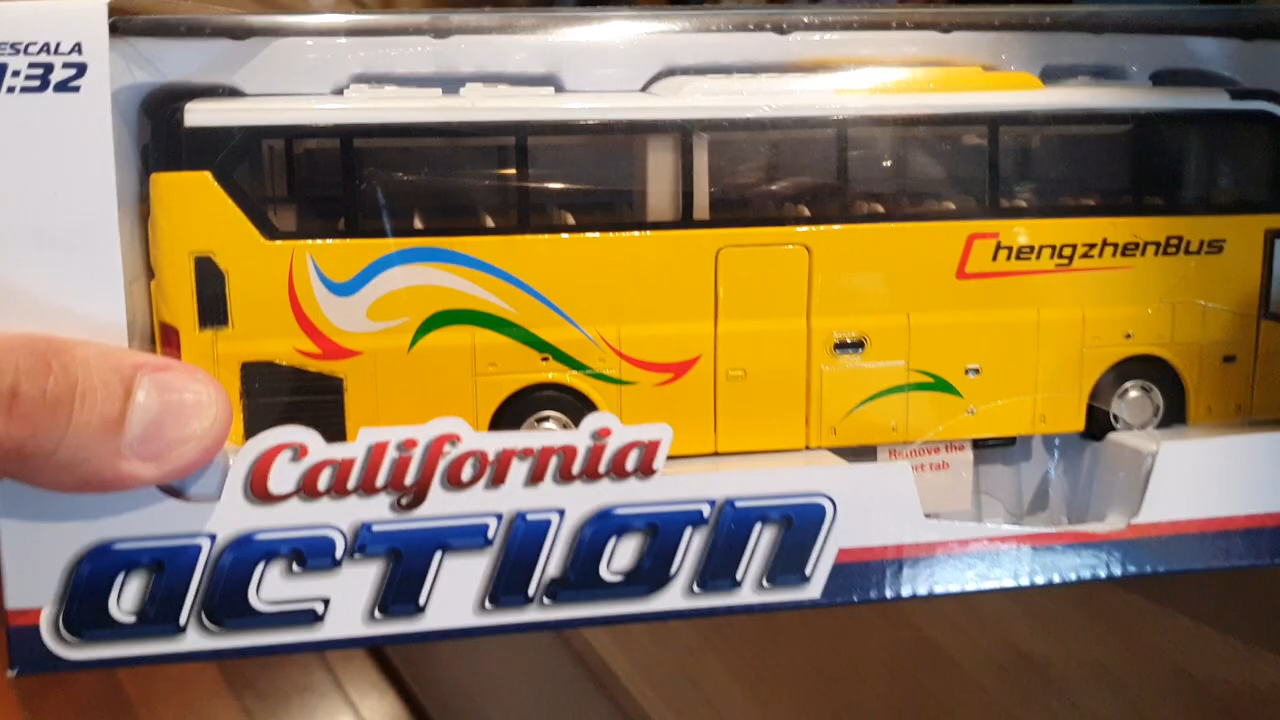 ESCALA
1:32
ChengzhenBus
Remove the
California
ACTION